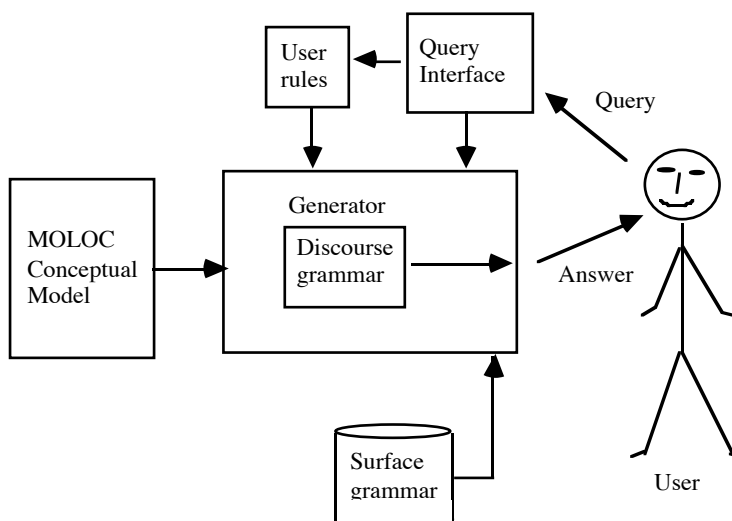 User
rules
Query
Interface
Query
MOLOC
Conceptual
Model
Generator
Discourse
grammar
Answer
Surface
grammar
User